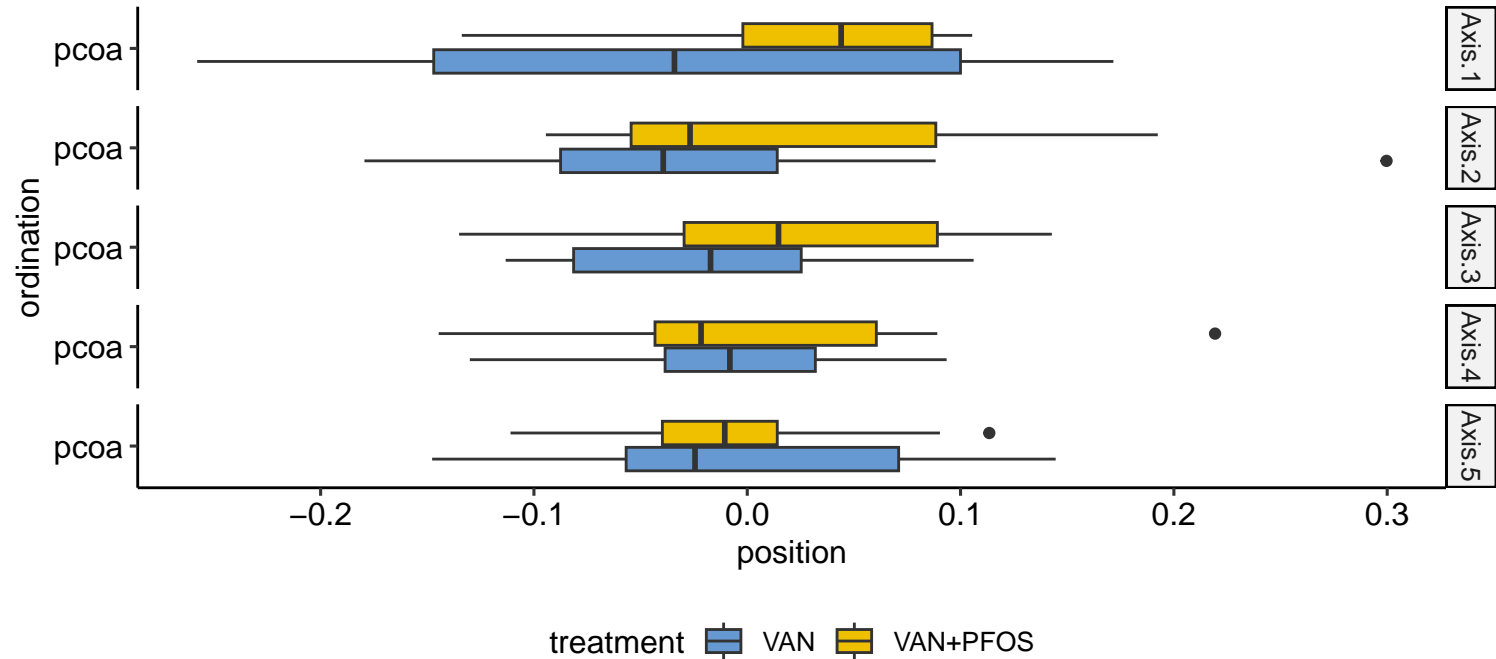 ordination
pcoa
Axis.1
pcoa
Axis.2
pcoa
Axis.3
pcoa
Axis.4
pcoa
Axis.5
−0.2 −0.1 0.0 0.1 0.2 0.3
position
treatment VAN VAN+PFOS